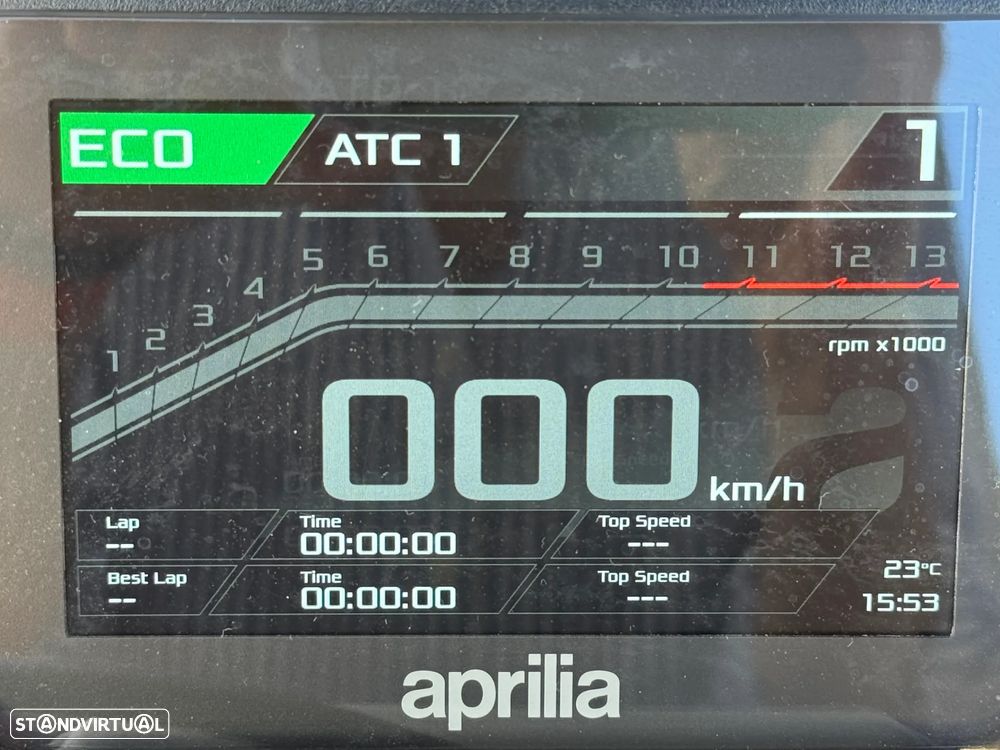 ECO ATC 1 1
1 2 3 4 5 6 7 8 9 10 11 12 13
rpm x1000
000 km/h
Lap Time Top Speed
-- 00:00:00 ---
Best Lap Time Top Speed
-- 00:00:00 ---
23°C
15:53
aprilia
STANDVIRTUAL